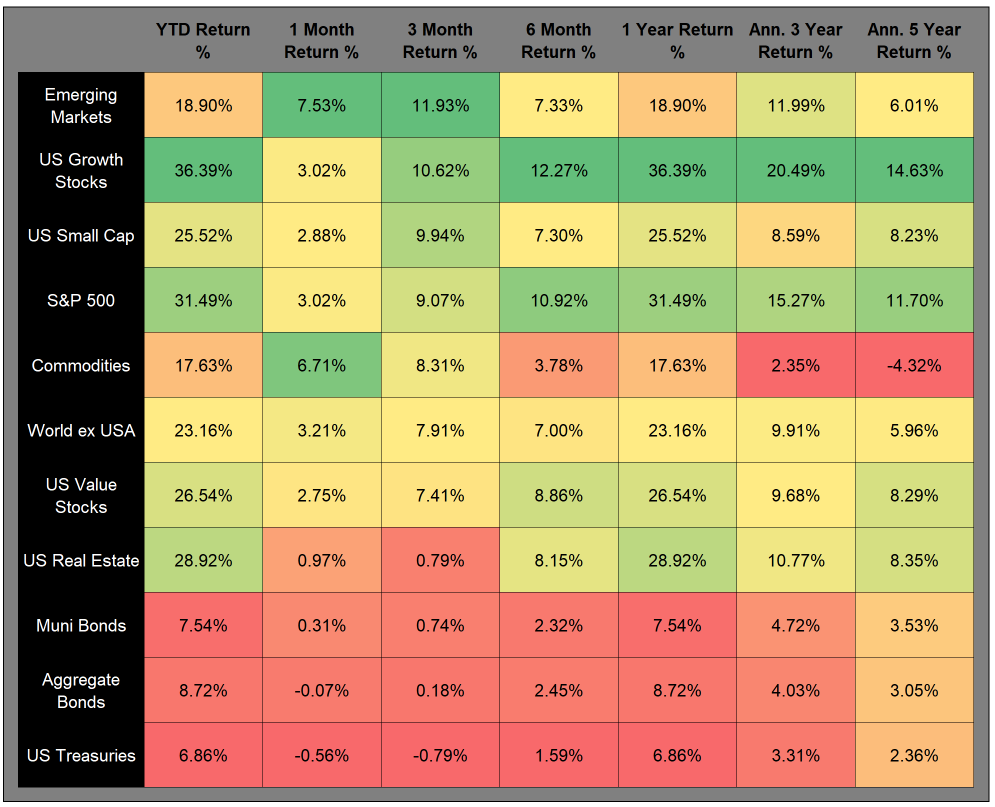 YTD Return % 1 Month Return % 3 Month Return % 6 Month Return % 1 Year Return % Ann. 3 Year Return % Ann. 5 Year Return %
Emerging Markets 18.90% 7.53% 11.93% 7.33% 18.90% 11.99% 6.01%
US Growth Stocks 36.39% 3.02% 10.62% 12.27% 36.39% 20.49% 14.63%
US Small Cap 25.52% 2.88% 9.94% 7.30% 25.52% 8.59% 8.23%
S&P 500 31.49% 3.02% 9.07% 10.92% 31.49% 15.27% 11.70%
Commodities 17.63% 6.71% 8.31% 3.78% 17.63% 2.35% -4.32%
World ex USA 23.16% 3.21% 7.91% 7.00% 23.16% 9.91% 5.96%
US Value Stocks 26.54% 2.75% 7.41% 8.86% 26.54% 9.68% 8.29%
US Real Estate 28.92% 0.97% 0.79% 8.15% 28.92% 10.77% 8.35%
Muni Bonds 7.54% 0.31% 0.74% 2.32% 7.54% 4.72% 3.53%
Aggregate Bonds 8.72% -0.07% 0.18% 2.45% 8.72% 4.03% 3.05%
US Treasuries 6.86% -0.56% -0.79% 1.59% 6.86% 3.31% 2.36%